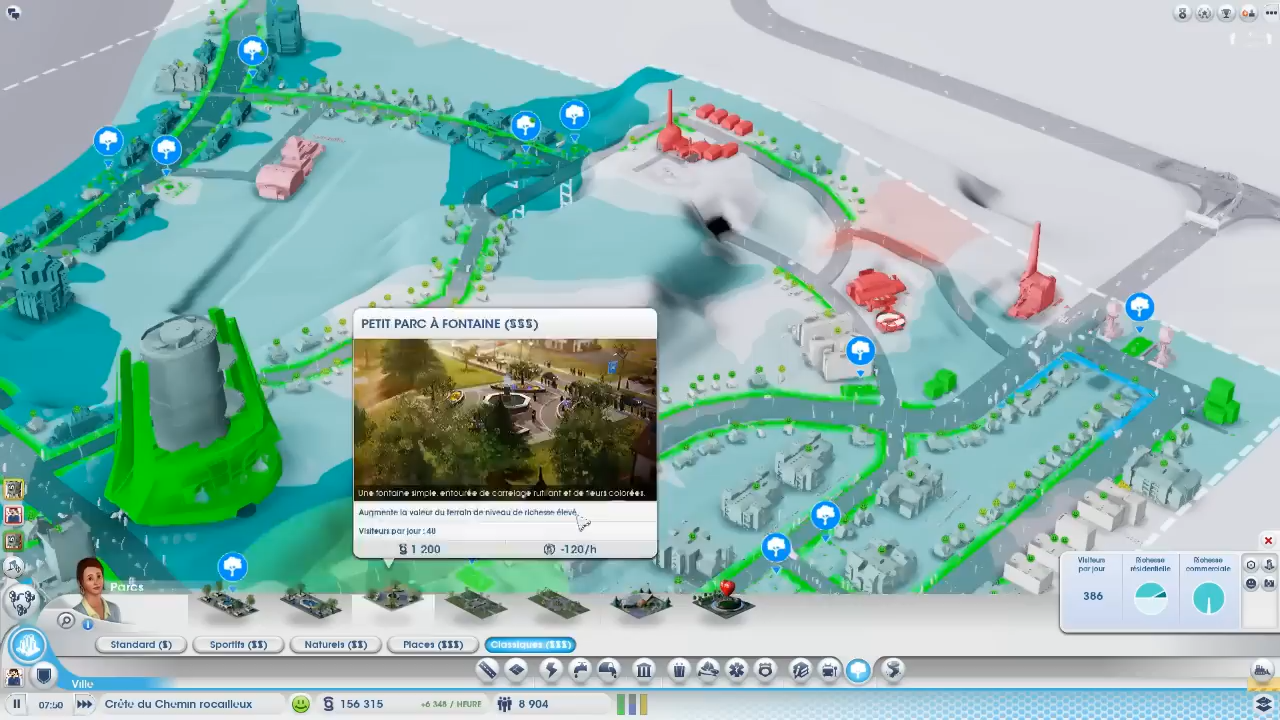 PETIT PARC À FONTAINE (§§§)
Une fontaine simple, entourée de carrelage rutilant et de fleurs colorées.
Augmente la valeur du terrain de niveau de richesse élevé.
Visiteurs par jour : 40
1 200
-120/h
Visiteurs par jour
Richesse résidentielle
Richesse commerciale
386
Parcs
Standard (§)
Sportifs (§§)
Naturels (§§)
Places (§§§)
Classiques (§§§)
Ville
07:50
Crête du Chemin rocailleux
156 315
+6 348 / HEURE
8 904